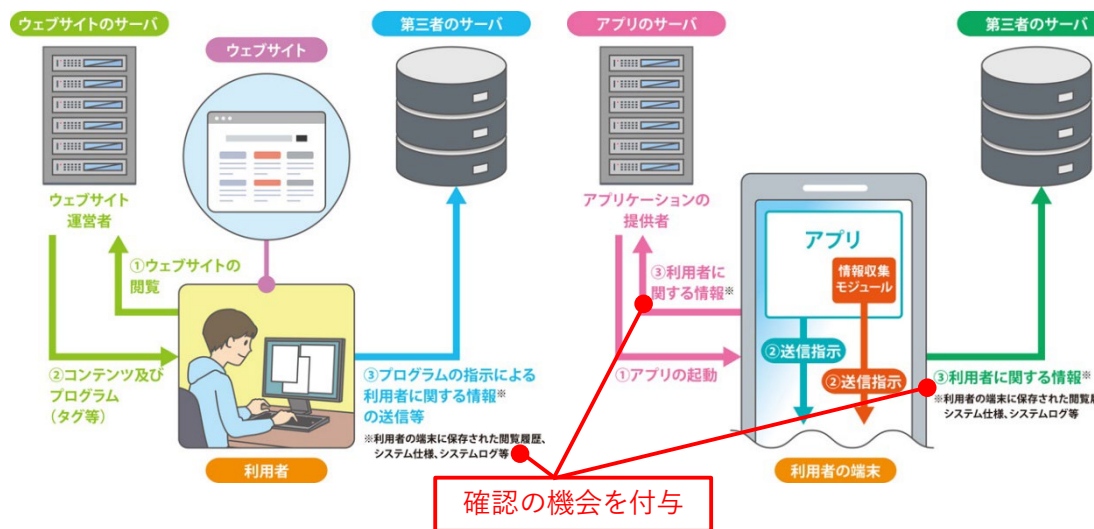 ウェブサイトのサーバ
ウェブサイト
第三者のサーバ
ウェブサイト
運営者
①ウェブサイトの
閲覧
②コンテンツ及び
プログラム
（タグ等）
③プログラムの指示による
利用者に関する情報※
の送信等
※利用者の端末に保存された閲覧履歴、
システム仕様、システムログ等
利用者
アプリのサーバ
第三者のサーバ
アプリケーションの
提供者
③利用者に
関する情報※
①アプリの起動
アプリ
情報収集
モジュール
②送信指示
②送信指示
③利用者に関する情報※
※利用者の端末に保存された閲覧
システム仕様、システムログ等
利用者の端末
確認の機会を付与